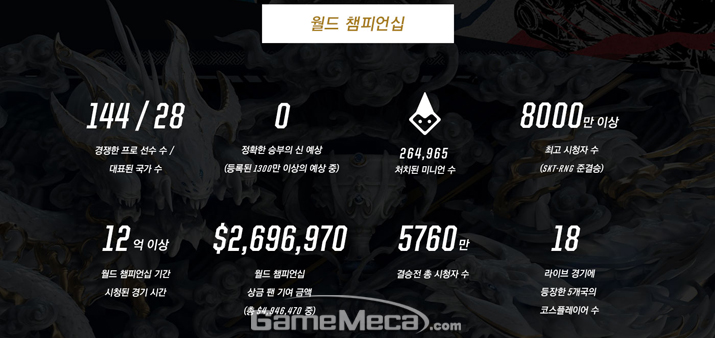 월드 챔피언십
144 / 28
경쟁한 프로 선수 수 /
대표된 국가 수
0
정확한 승부의 신 예상
(등록된 1300만 이상의 예상 중)
264,965
처치된 미니언 수
8000만 이상
최고 시청자 수
(SKT-RNG 준결승)
12억 이상
월드 챔피언십 기간
시청된 경기 시간
$2,696,970
월드 챔피언십
상금 팬 기여 금액
(총 $4,946,470 중)
5760만
결승전 총 시청자 수
18
라이브 경기에
등장한 5개국의
코스플레이어 수
GameMeca.com